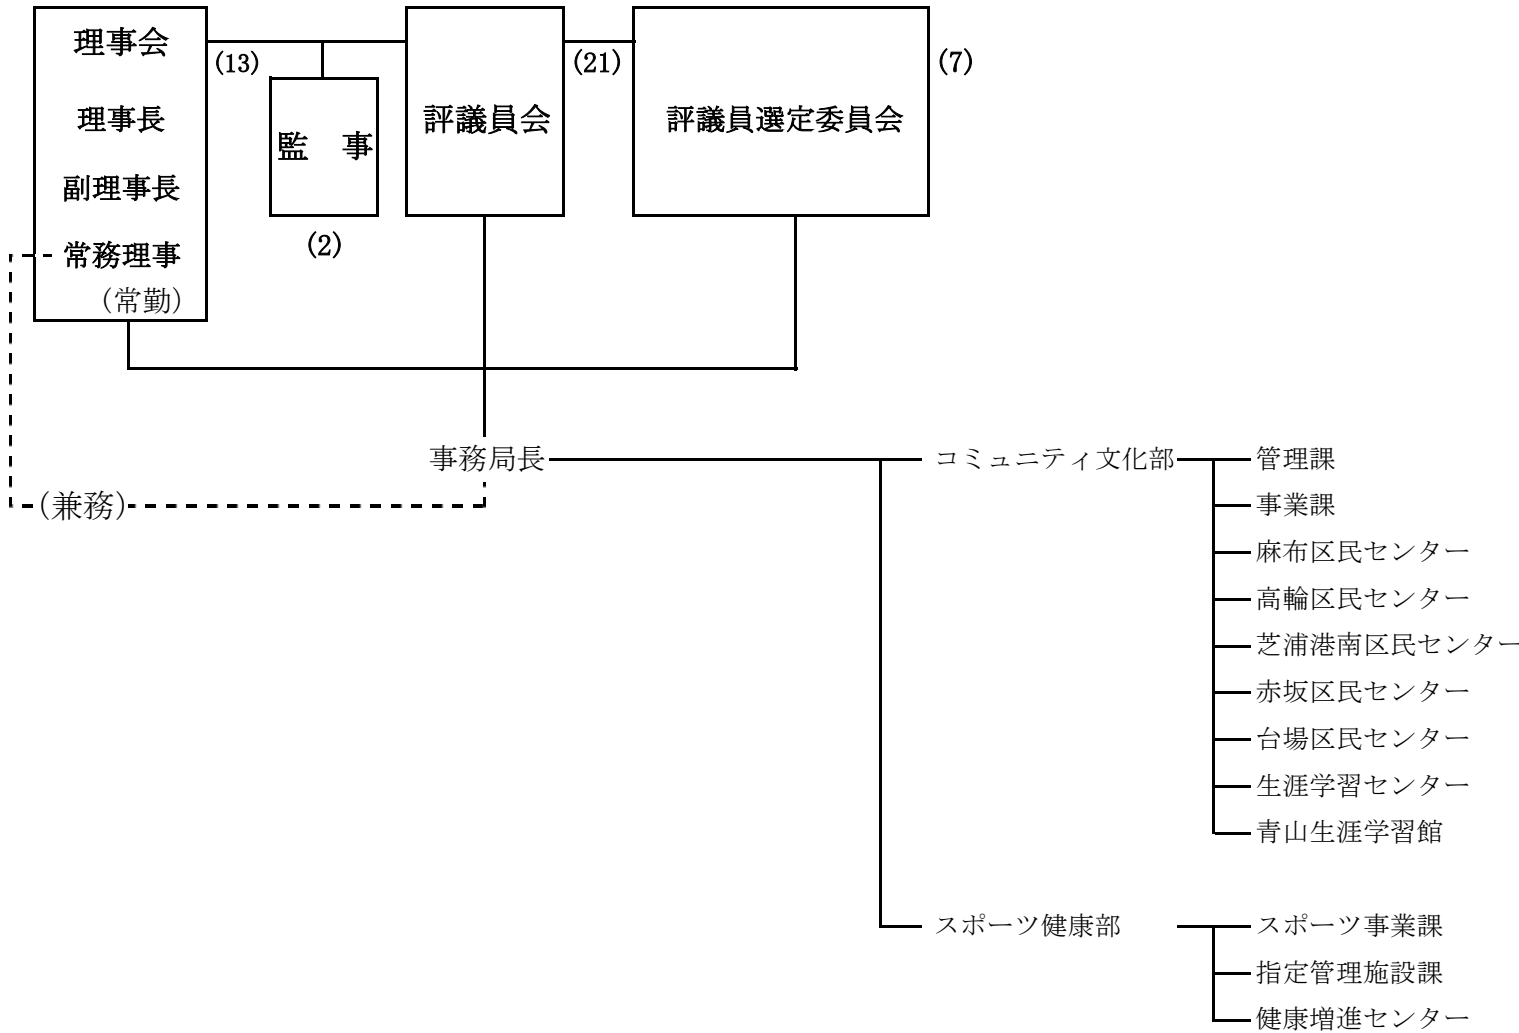 理事会
(13)
理事長
副理事長
常務理事
（常勤）
監　事
(2)
評議員会
(21)
評議員選定委員会
(7)
事務局長
（兼務）
コミュニティ文化部
管理課
事業課
麻布区民センター
高輪区民センター
芝浦港南区民センター
赤坂区民センター
台場区民センター
生涯学習センター
青山生涯学習館
スポーツ健康部
スポーツ事業課
指定管理施設課
健康増進センター